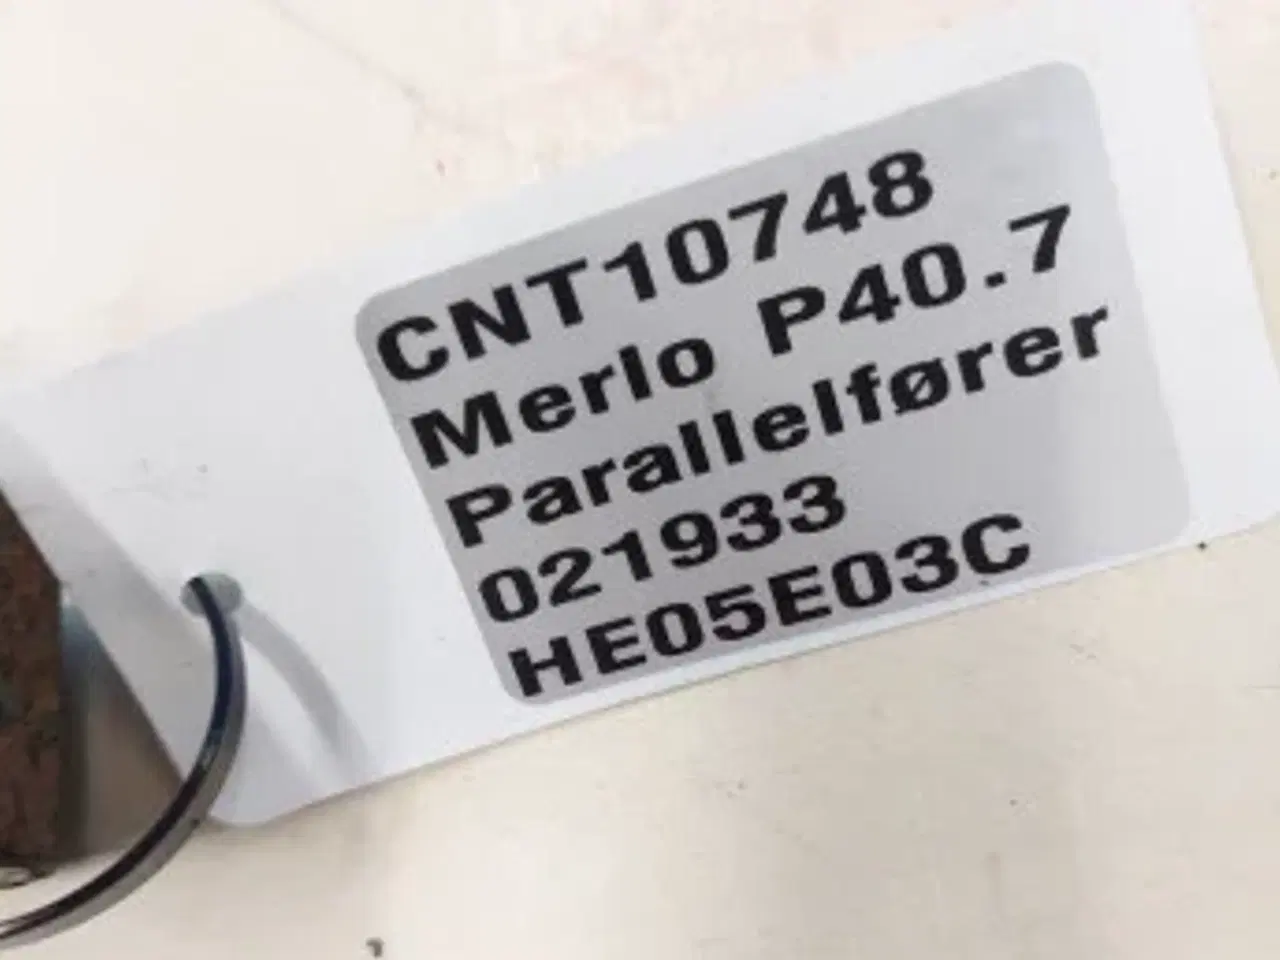 CNT10748
Merlo P40.7
Parallelfører
021933
HE05E03C